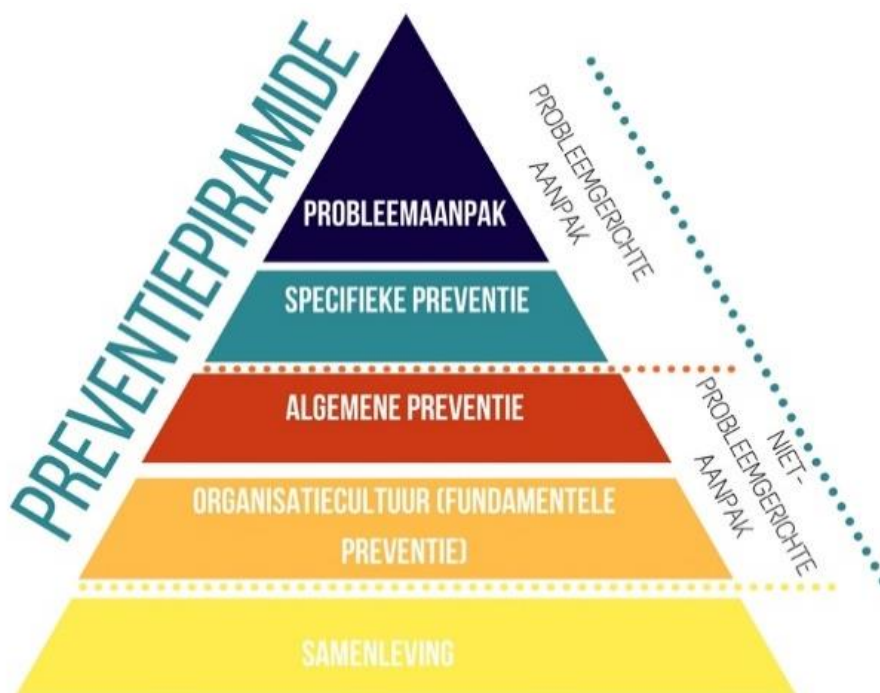 PREVENTIEPIRAMIDE
PROBLEEMAANPAK
SPECIFIEKE PREVENTIE
ALGEMENE PREVENTIE
ORGANISATIECULTUUR (FUNDAMENTELE
PREVENTIE)
SAMENLEVING
PROBLEEMGERICHTE
AANPAK
NIET-
PROBLEEMGERICHTE
AANPAK